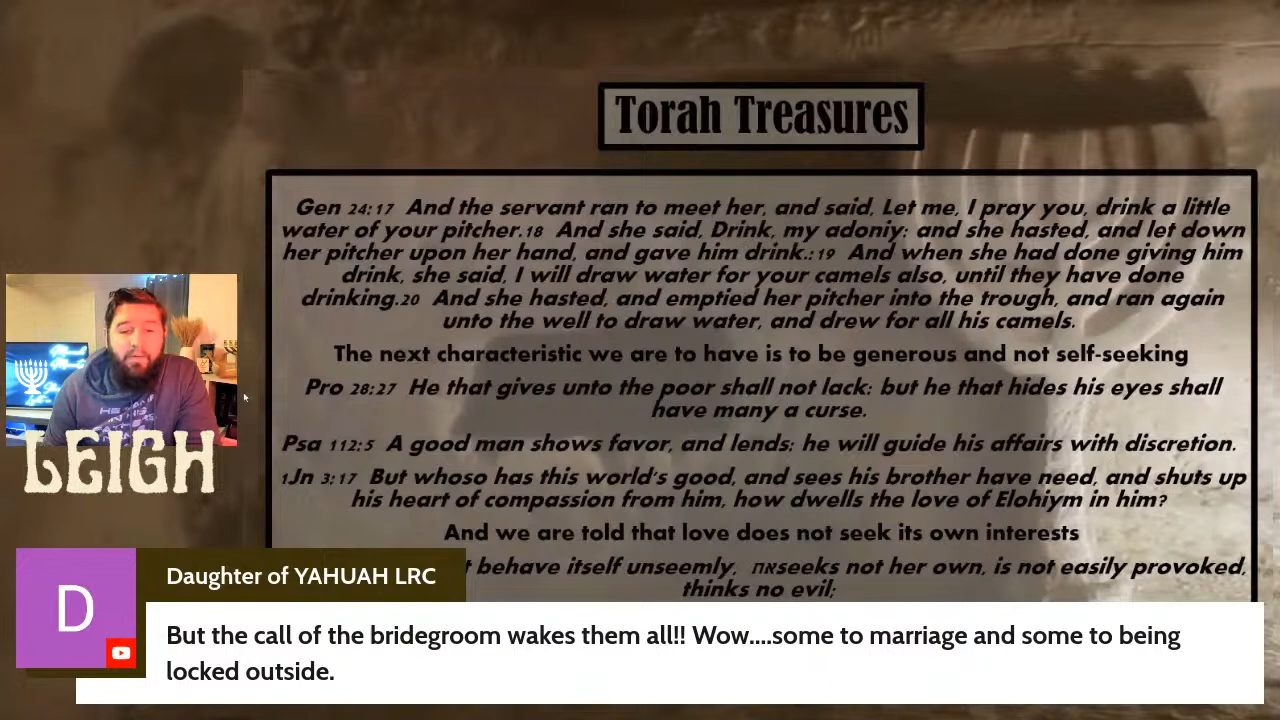 Torah Treasures
Gen 24:17 And the servant ran to meet her, and said, Let me, I pray you, drink a little
water of your pitcher.18 And she said, Drink, my adoniy: and she hasted, and let down
her pitcher upon her hand, and gave him drink.:19 And when she had done giving him
drink, she said, I will draw water for your camels also, until they have done
drinking.20 And she hasted, and emptied her pitcher into the trough, and ran again
unto the well to draw water, and drew for all his camels.
The next characteristic we are to have is to be generous and not self-seeking
Pro 28:27 He that gives unto the poor shall not lack: but he that hides his eyes shall
have many a curse.
Psa 112:5 A good man shows favor, and lends: he will guide his affairs with discretion.
1Jn 3:17 But whoso has this world's good, and sees his brother have need, and shuts up
his heart of compassion from him, how dwells the love of Elohiym in him?
And we are told that love does not seek its own interests
t behave itself unseemly, את seeks not her own, is not easily provoked,
thinks no evil;
LEIGH
D
Daughter of YAHUAH LRC
But the call of the bridegroom wakes them all!! Wow....some to marriage and some to being
locked outside.